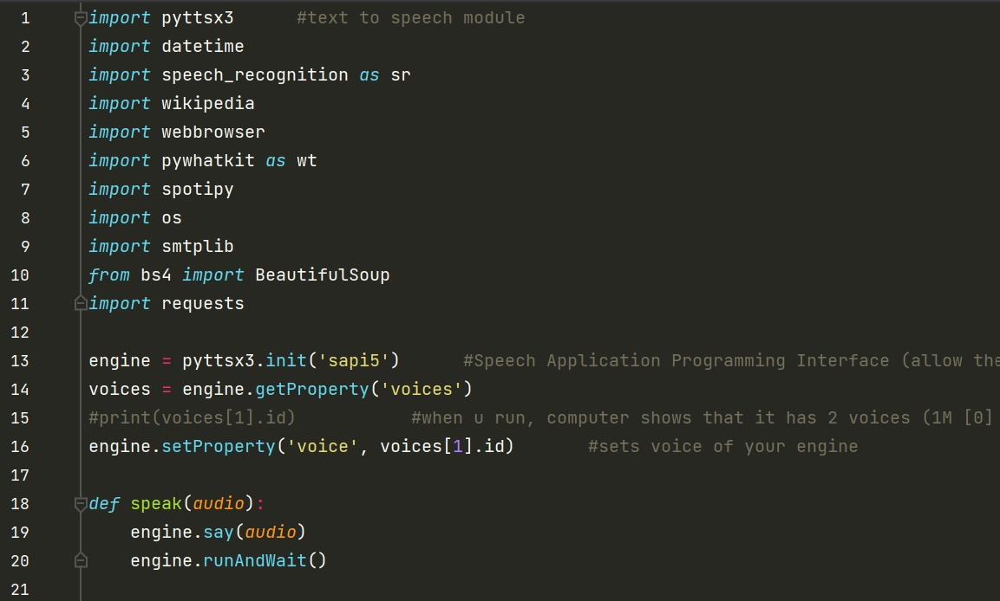 1 import pyttsx3 #text to speech module
2 import datetime
3 import speech_recognition as sr
4 import wikipedia
5 import webbrowser
6 import pywhatkit as wt
7 import spotipy
8 import os
9 import smtplib
10 from bs4 import BeautifulSoup
11 import requests
12
13 engine = pyttsx3.init('sapi5') #Speech Application Programming Interface (allow the
14 voices = engine.getProperty('voices')
15 #print(voices[1].id) #when u run, computer shows that it has 2 voices (1M [0]
16 engine.setProperty('voice', voices[1].id) #sets voice of your engine
17
18 def speak(audio):
19     engine.say(audio)
20     engine.runAndWait()
21